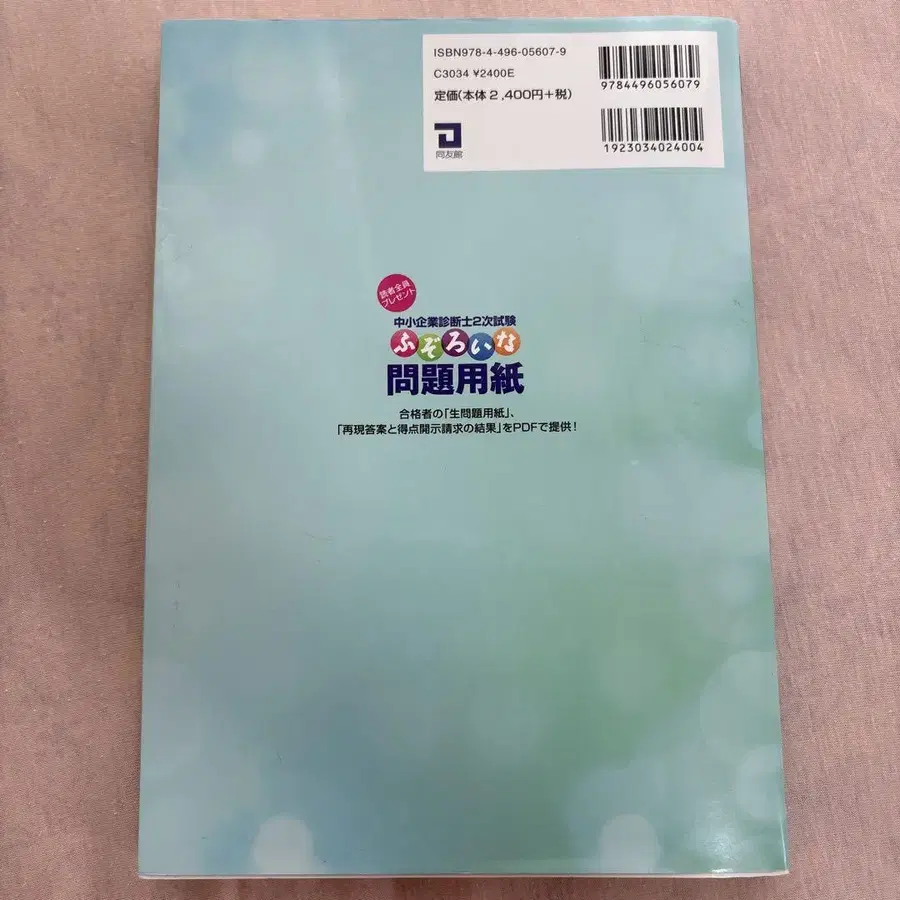 ISBN978-4-496-05607-9
C3034 ¥2400E
定価(本体2,400円+税)
9784496056079
1923034024004
同友館
読者全員
プレゼント
中小企業診断士2次試験
ふぞろいな
問題用紙
合格者の「生問題用紙」、
「再現答案と得点開示請求の結果」をPDFで提供!